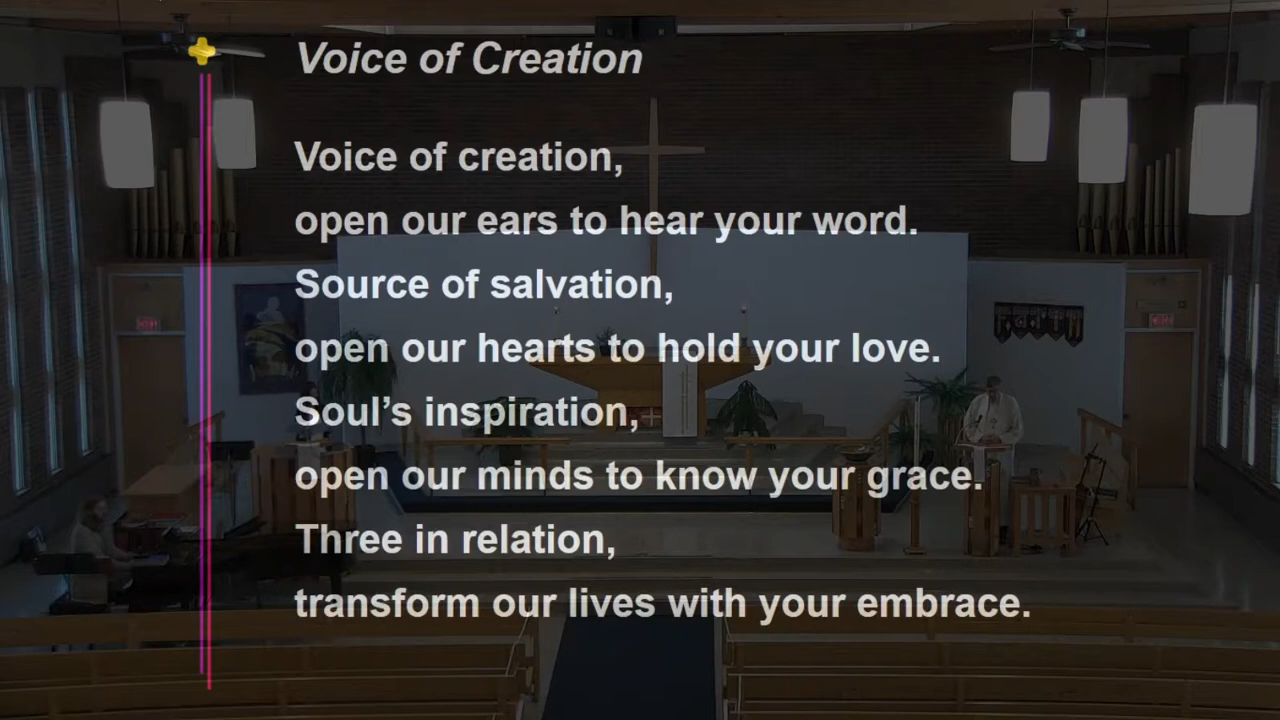 Voice of Creation
Voice of creation,
open our ears to hear your word.
Source of salvation,
open our hearts to hold your love.
Soul’s inspiration,
open our minds to know your grace.
Three in relation,
transform our lives with your embrace.